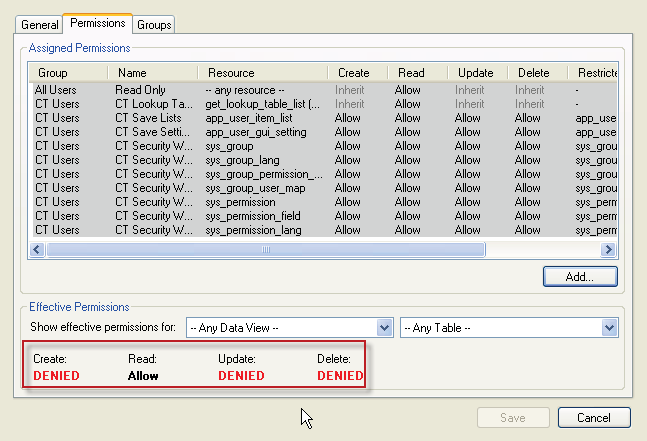 General Permissions Groups
Assigned Permissions
Group Name Resource Create Read Update Delete Restricte
All Users Read Only -- any resource -- Inherit Allow Inherit Inherit -
CT Users CT Lookup Ta... get_lookup_table_list (... Inherit Allow Inherit Inherit -
CT Users CT Save Lists app_user_item_list Allow Allow Allow Allow app_use
CT Users CT Save Setti... app_user_gui_setting Allow Allow Allow Allow app_use
CT Users CT Security W... sys_group Allow Allow Allow Allow sys_grou
CT Users CT Security W... sys_group_lang Allow Allow Allow Allow sys_grou
CT Users CT Security W... sys_group_permission_... Allow Allow Allow Allow sys_grou
CT Users CT Security W... sys_group_user_map Allow Allow Allow Allow sys_grou
CT Users CT Security W... sys_permission Allow Allow Allow Allow sys_perm
CT Users CT Security W... sys_permission_field Allow Allow Allow Allow sys_perm
CT Users CT Security W... sys_permission_lang Allow Allow Allow Allow sys_perm
Add...
Effective Permissions
Show effective permissions for: -- Any Data View -- -- Any Table --
Create: Read: Update: Delete:
DENIED Allow DENIED DENIED
Save Cancel